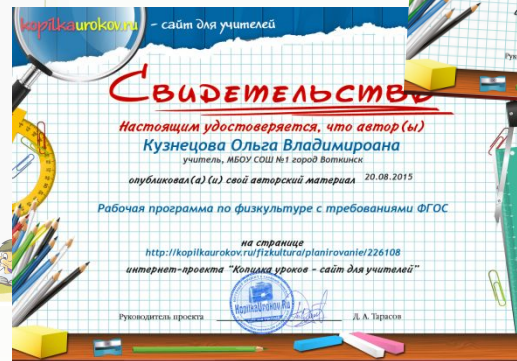 kopilkaurokov.ru - сайт для учителей
Свидетельство
Настоящим удостоверяется, что автор(ы)
Кузнецова Ольга Владимироана
учитель, МБОУ СОШ №1 город Воткинск
опубликовал(а)(и) свой авторский материал 20.08.2015
Рабочая программа по физкультуре с требованиями ФГОС
на странице
http://kopilkaurokov.ru/fizkultura/planirovanie/226108
интернет-проекта "Копилка уроков - сайт для учителей"
KopilkaUrokov.Ru
Руководитель проекта Д. А. Тарасов